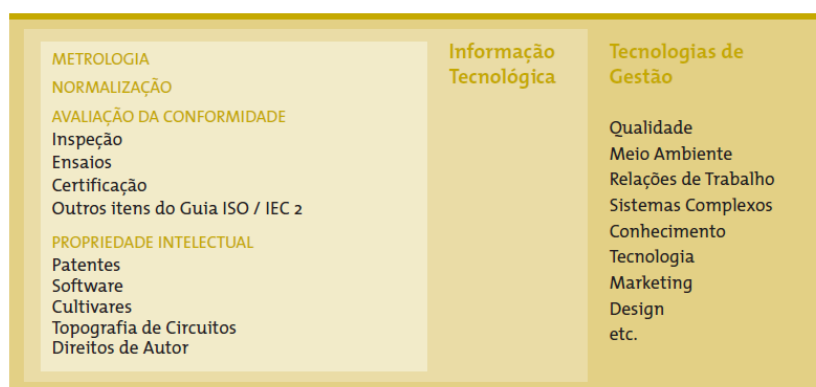 METROLOGIA
NORMALIZAÇÃO
AVALIAÇÃO DA CONFORMIDADE
Inspeção
Ensaios
Certificação
Outros itens do Guia ISO / IEC 2
PROPRIEDADE INTELECTUAL
Patentes
Software
Cultivares
Topografia de Circuitos
Direitos de Autor
Informação
Tecnológica
Tecnologias de
Gestão
Qualidade
Meio Ambiente
Relações de Trabalho
Sistemas Complexos
Conhecimento
Tecnologia
Marketing
Design
etc.